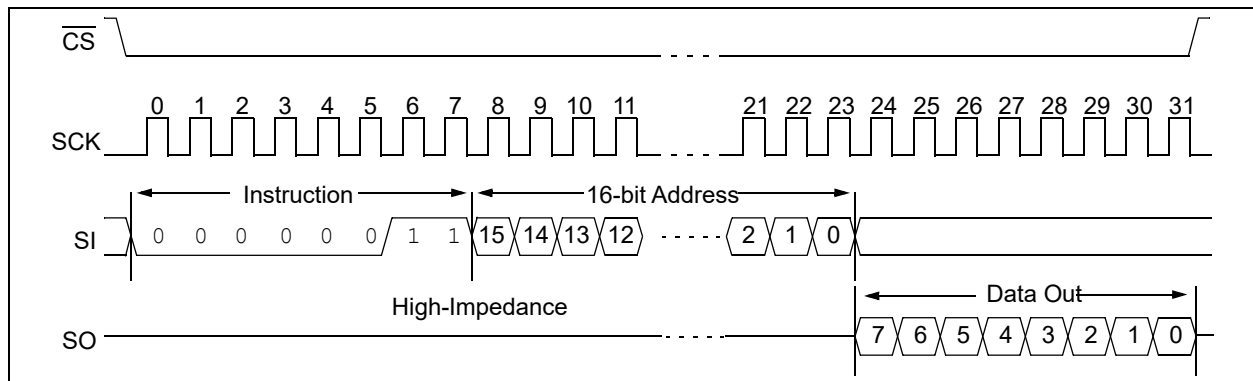 CS
0 1 2 3 4 5 6 7 8 9 10 11 21 22 23 24 25 26 27 28 29 30 31
SCK
Instruction 16-bit Address
SI 0 0 0 0 0 0 1 1 15 14 13 12 2 1 0
High-Impedance Data Out
SO 7 6 5 4 3 2 1 0